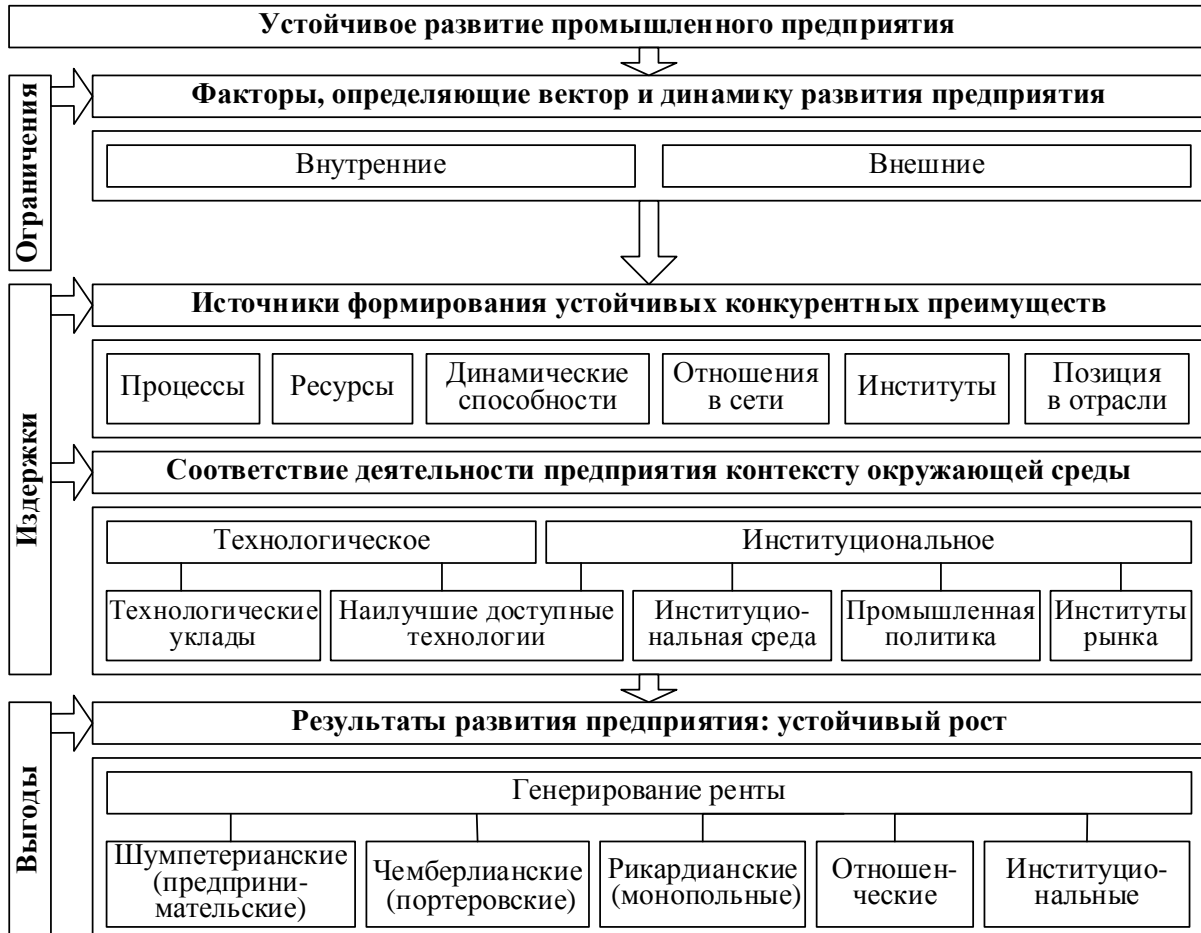 Устойчивое развитие промышленного предприятия
Ограничения
Факторы, определяющие вектор и динамику развития предприятия
Внутренние
Внешние
Издержки
Источники формирования устойчивых конкурентных преимуществ
Процессы
Ресурсы
Динамические
способности
Отношения
в сети
Институты
Позиция
в отрасли
Соответствие деятельности предприятия контексту окружающей среды
Технологическое
Институциональное
Технологические
уклады
Наилучшие доступные
технологии
Институцио-
нальная среда
Промышленная
политика
Институты
рынка
Выгоды
Результаты развития предприятия: устойчивый рост
Генерирование ренты
Шумпетерианские
(предприни-
мательские)
Чемберлианские
(портеровские)
Рикардианские
(монопольные)
Отношен-
ческие
Институцио-
нальные